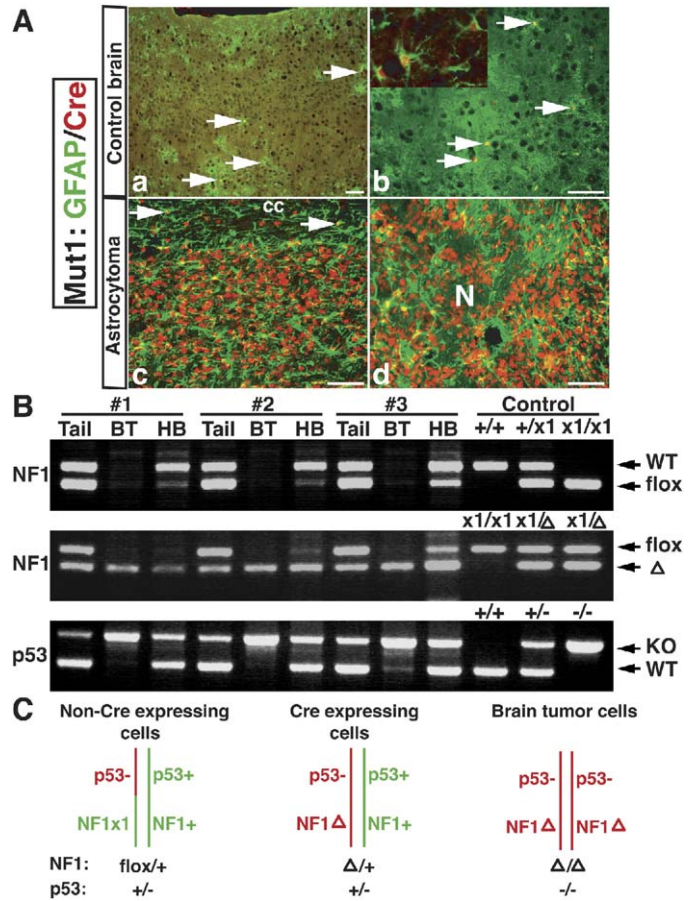 A
Mut1: GFAP/Cre
Control brain
Astrocytoma
a
b
cc
c
N
d
B
#1 #2 #3 Control
Tail BT HB Tail BT HB Tail BT HB +/+ +/x1 x1/x1
NF1
WT
flox
x1/x1 x1/Δ x1/Δ
NF1
flox
Δ
+/+ +/- -/-
p53
KO
WT
C
Non-Cre expressing cells
Cre expressing cells
Brain tumor cells
p53- p53+ p53- p53+ p53- p53-
NF1x1 NF1+ NF1Δ NF1+ NF1Δ NF1Δ
NF1: flox/+ Δ/+ Δ/Δ
p53: +/- +/- -/-